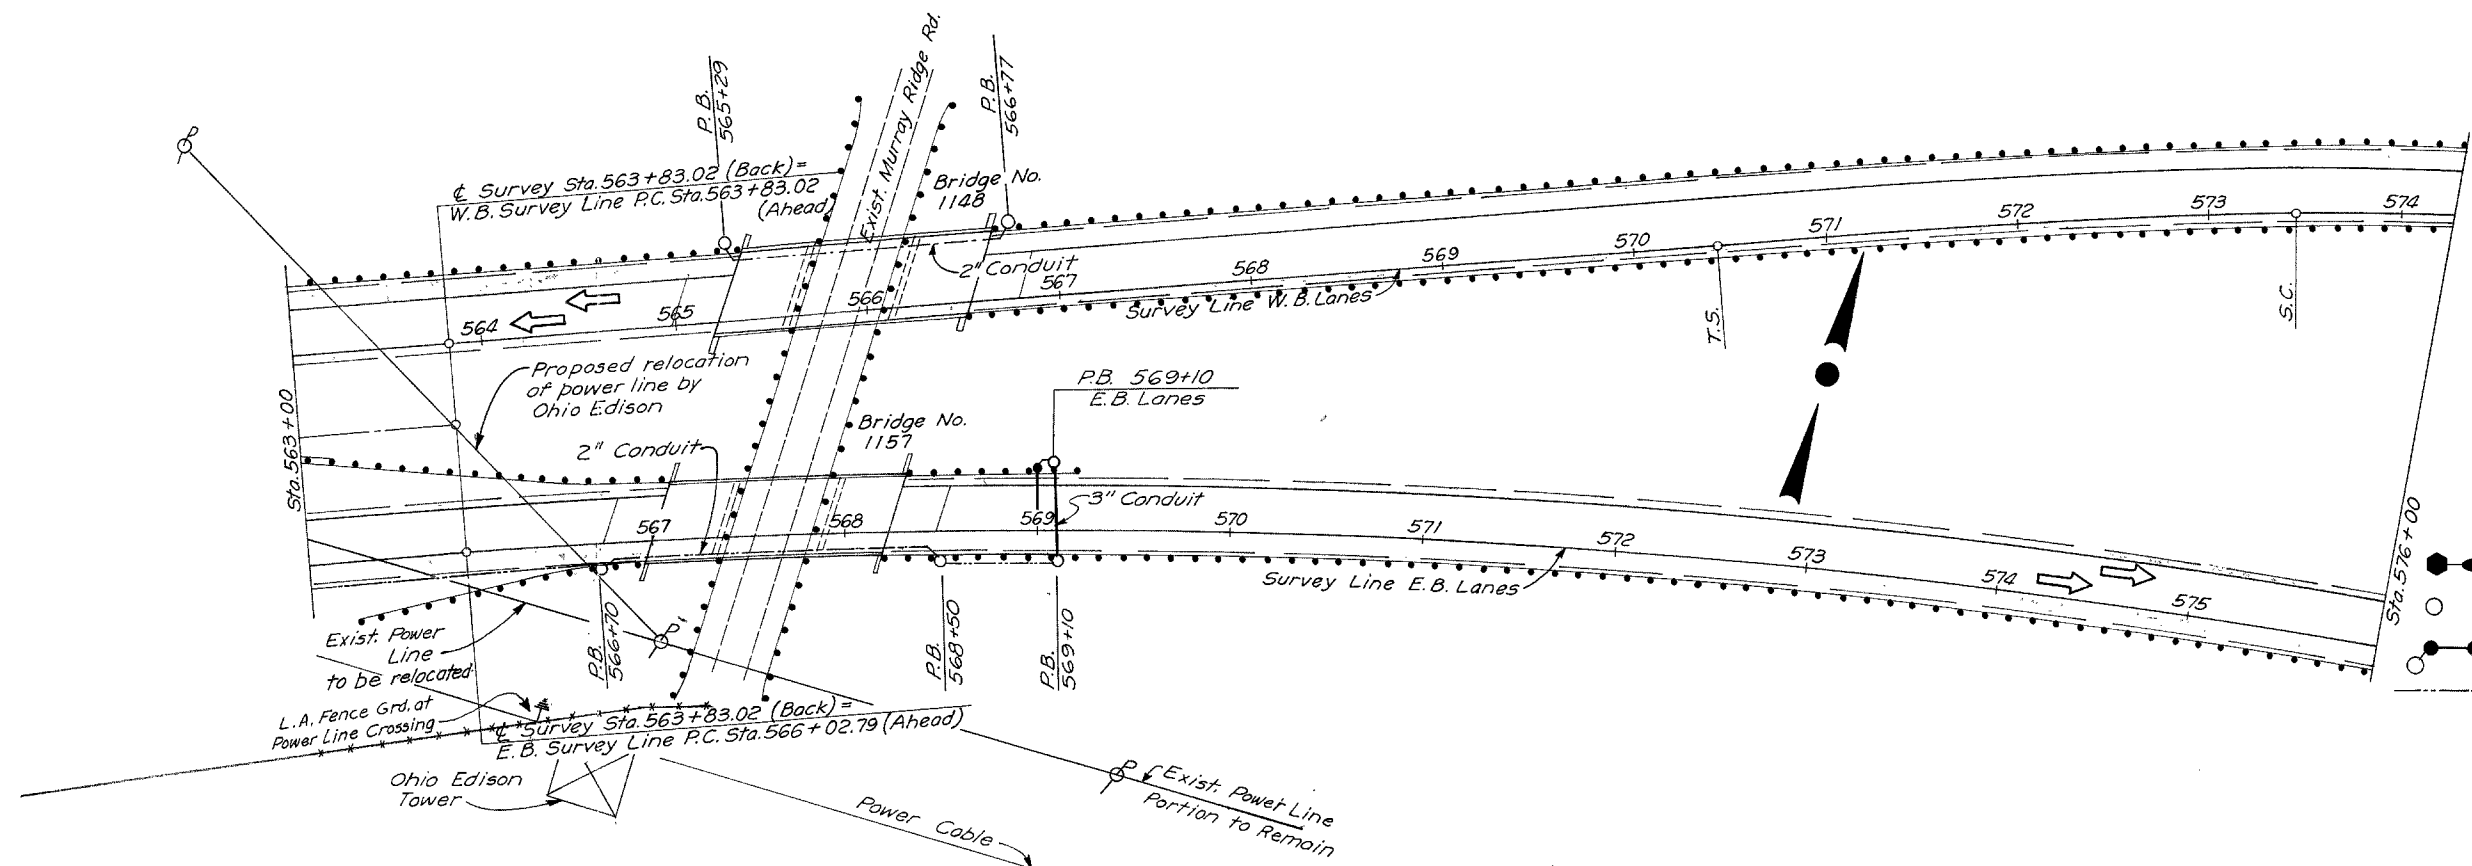 Exist. Murray Ridge Rd.
P.B.
565+29
P.B.
566+77
₵ Survey Sta. 563+83.02 (Back) =
W.B. Survey Line P.C. Sta. 563+83.02
(Ahead)
Bridge No.
1148
2" Conduit
564
565
566
567
568
569
570
571
572
573
574
Survey Line W.B. Lanes
T.S.
S.C.
Sta. 563+00
Proposed relocation
of power line by
Ohio Edison
P.B. 569+10
E.B. Lanes
Bridge No.
1157
2" Conduit
3" Conduit
567
568
569
570
571
572
573
574
575
Survey Line E.B. Lanes
Sta. 576+00
Exist. Power
Line
to be relocated
P.B.
566+70
P.B.
568+50
P.B.
569+10
L.A. Fence Grd. at
Power Line Crossing
₵ Survey Sta. 563+83.02 (Back) =
E.B. Survey Line P.C. Sta. 566+02.79 (Ahead)
Ohio Edison
Tower
Power Cable
Exist. Power Line
Portion to Remain
P
P
P